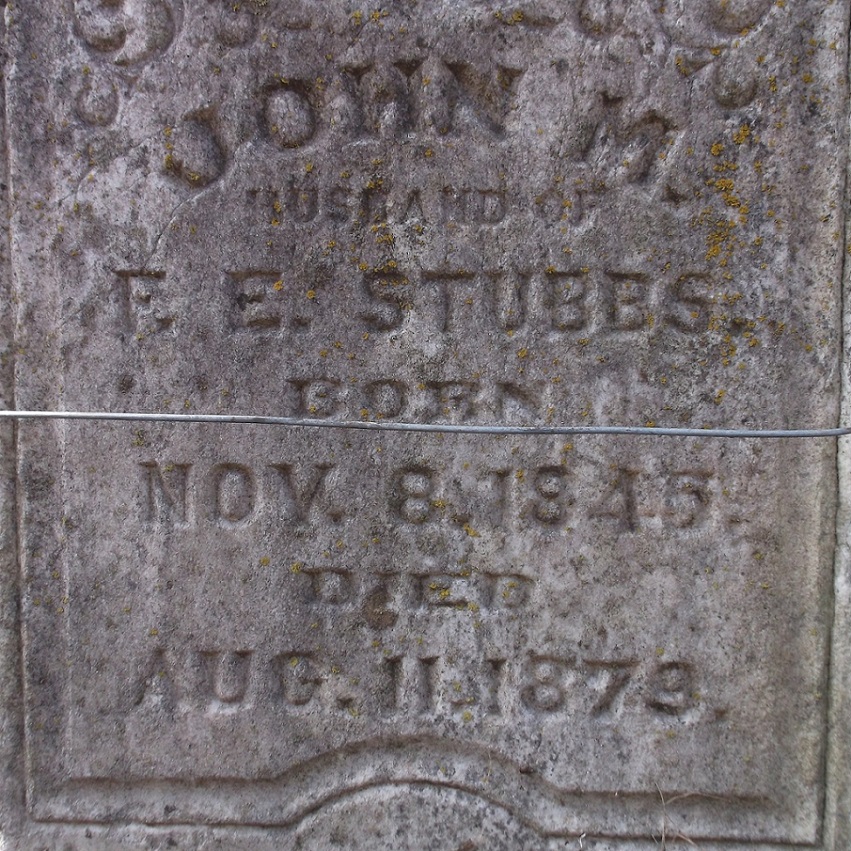 JOHN M.
HUSBAND OF
F. E. STUBBS.
BORN
NOV. 8. 1845.
DIED
AUG. 11. 1873.